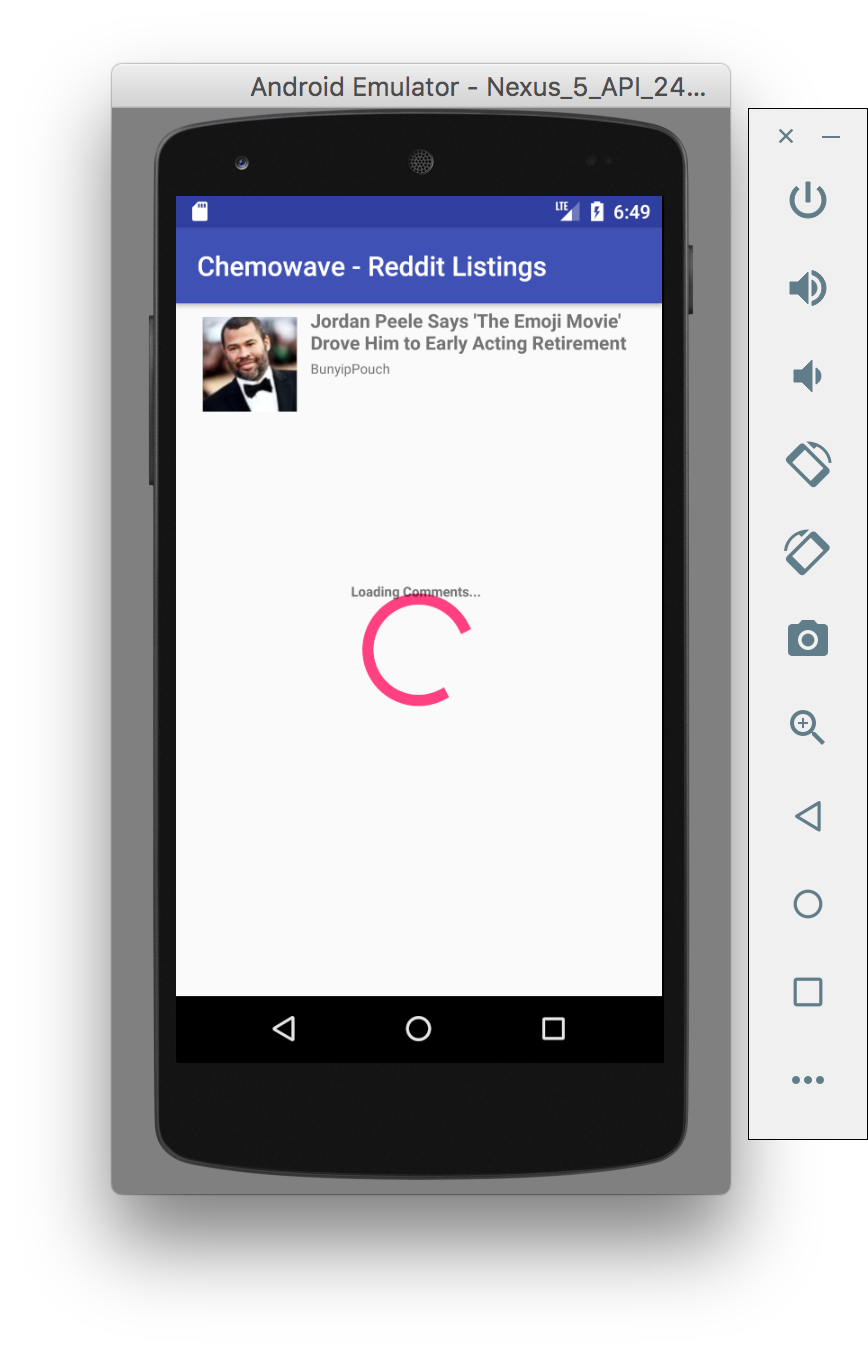 Android Emulator - Nexus_5_API_24...
LTE 6:49
Chemowave - Reddit Listings
Jordan Peele Says 'The Emoji Movie'
Drove Him to Early Acting Retirement
BunyipPouch
Loading Comments...